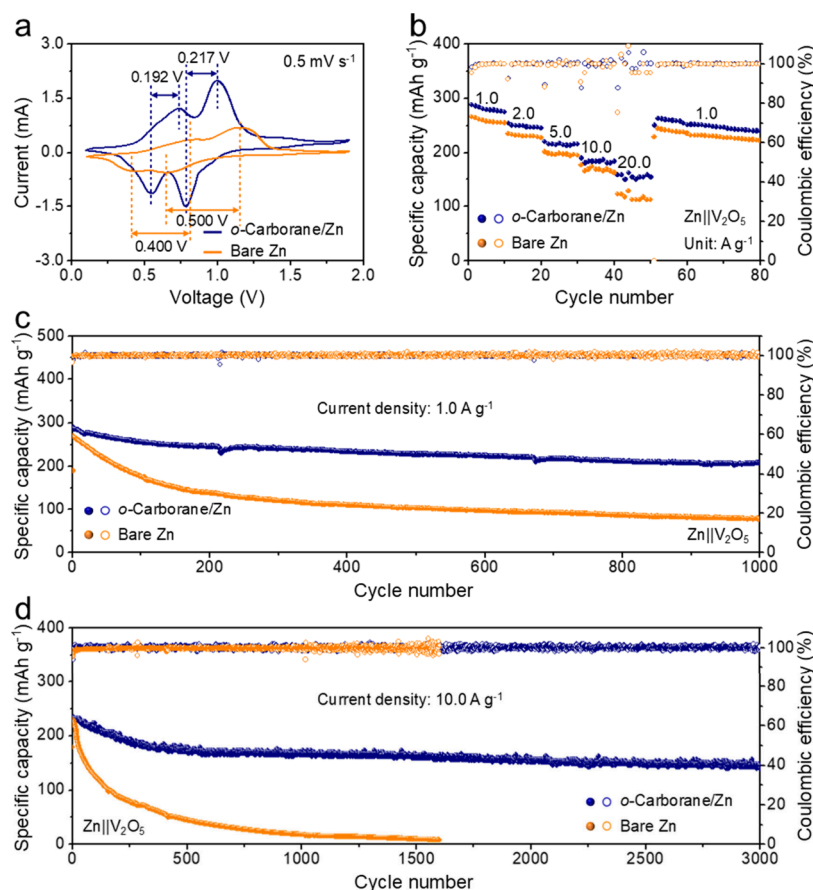 a
3.0
1.5
0.0
-1.5
-3.0
0.0
0.5
1.0
1.5
2.0
Current (mA)
Voltage (V)
0.217 V
0.5 mV s⁻¹
0.192 V
0.500 V
0.400 V
o-Carborane/Zn
Bare Zn
b
400
300
200
100
0
0
20
40
60
80
100
80
60
40
20
0
Specific capacity (mAh g⁻¹)
Coulombic efficiency (%)
Cycle number
1.0
2.0
5.0
10.0
20.0
1.0
o-Carborane/Zn
Bare Zn
Zn||V₂O₅
Unit: A g⁻¹
c
500
400
300
200
100
0
0
200
400
600
800
1000
100
80
60
40
20
0
Specific capacity (mAh g⁻¹)
Coulombic efficiency (%)
Cycle number
Current density: 1.0 A g⁻¹
o-Carborane/Zn
Bare Zn
Zn||V₂O₅
d
400
300
250
200
150
100
50
0
0
500
1000
1500
2000
2500
3000
100
80
60
40
20
0
Specific capacity (mAh g⁻¹)
Coulombic efficiency (%)
Cycle number
Current density: 10.0 A g⁻¹
Zn||V₂O₅
o-Carborane/Zn
Bare Zn